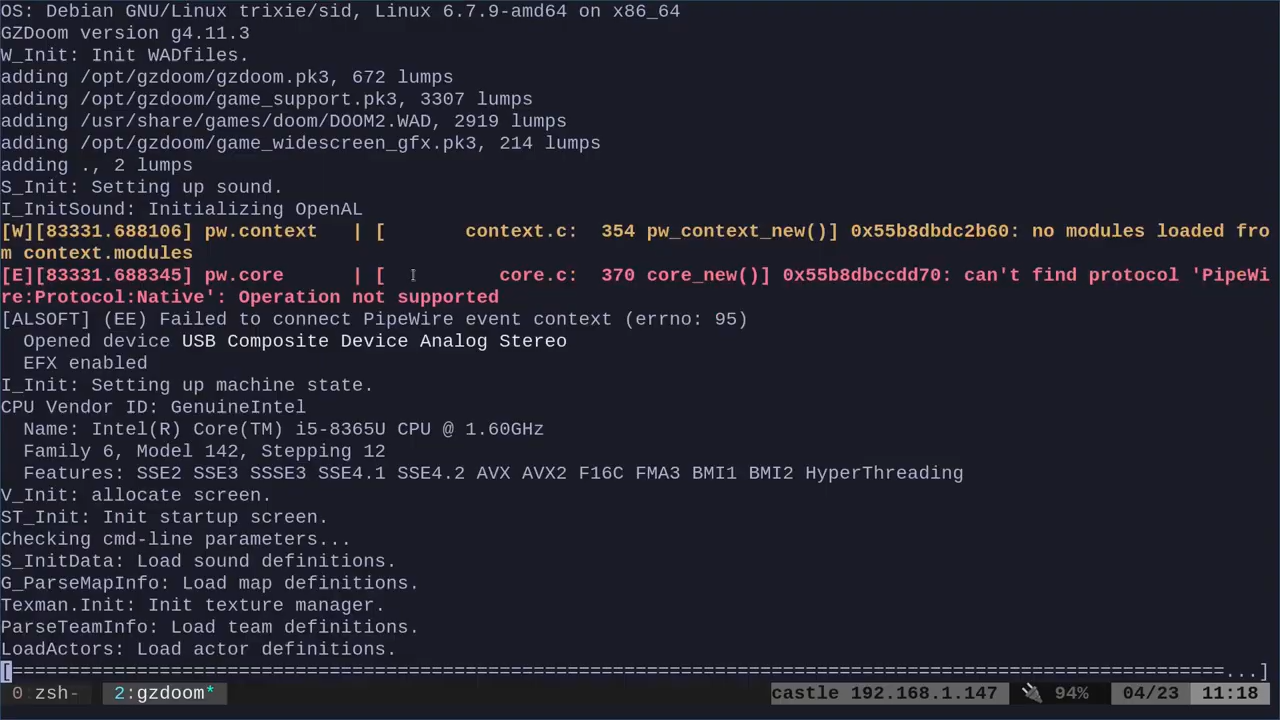 OS: Debian GNU/Linux trixie/sid, Linux 6.7.9-amd64 on x86_64
GZDoom version g4.11.3
W_Init: Init WADfiles.
adding /opt/gzdoom/gzdoom.pk3, 672 lumps
adding /opt/gzdoom/game_support.pk3, 3307 lumps
adding /usr/share/games/doom/DOOM2.WAD, 2919 lumps
adding /opt/gzdoom/game_widescreen_gfx.pk3, 214 lumps
adding ., 2 lumps
S_Init: Setting up sound.
I_InitSound: Initializing OpenAL
[W][83331.688106] pw.context   | [       context.c:  354 pw_context_new()] 0x55b8dbdc2b60: no modules loaded fro
m context.modules
[E][83331.688345] pw.core      | [          core.c:  370 core_new()] 0x55b8dbccdd70: can't find protocol 'PipeWi
re:Protocol:Native': Operation not supported
[ALSOFT] (EE) Failed to connect PipeWire event context (errno: 95)
  Opened device USB Composite Device Analog Stereo
  EFX enabled
I_Init: Setting up machine state.
CPU Vendor ID: GenuineIntel
  Name: Intel(R) Core(TM) i5-8365U CPU @ 1.60GHz
  Family 6, Model 142, Stepping 12
  Features: SSE2 SSE3 SSSE3 SSE4.1 SSE4.2 AVX AVX2 F16C FMA3 BMI1 BMI2 HyperThreading
V_Init: allocate screen.
ST_Init: Init startup screen.
Checking cmd-line parameters...
S_InitData: Load sound definitions.
G_ParseMapInfo: Load map definitions.
Texman.Init: Init texture manager.
ParseTeamInfo: Load team definitions.
LoadActors: Load actor definitions.
[===========================================================================================================...]
0:zsh- 2:gzdoom* castle 192.168.1.147 🔌 94% 04/23 11:18